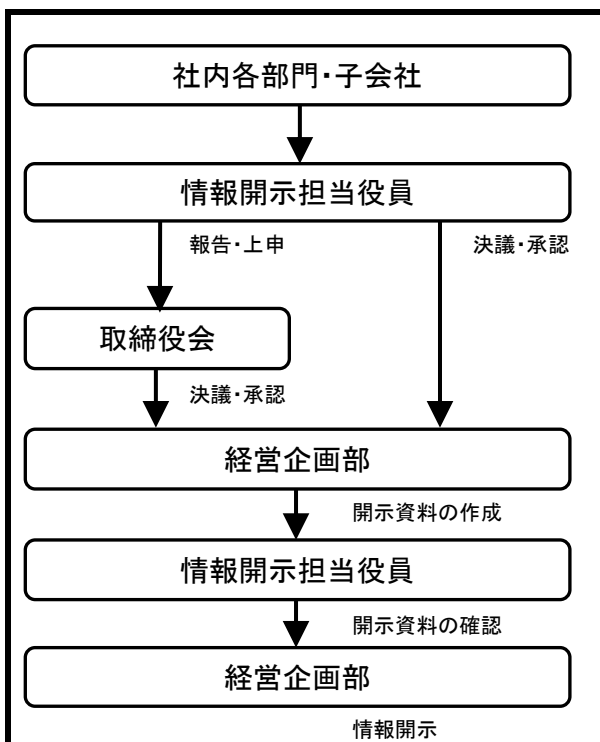 社内各部門・子会社
情報開示担当役員
報告・上申
決議・承認
取締役会
決議・承認
経営企画部
開示資料の作成
情報開示担当役員
開示資料の確認
経営企画部
情報開示